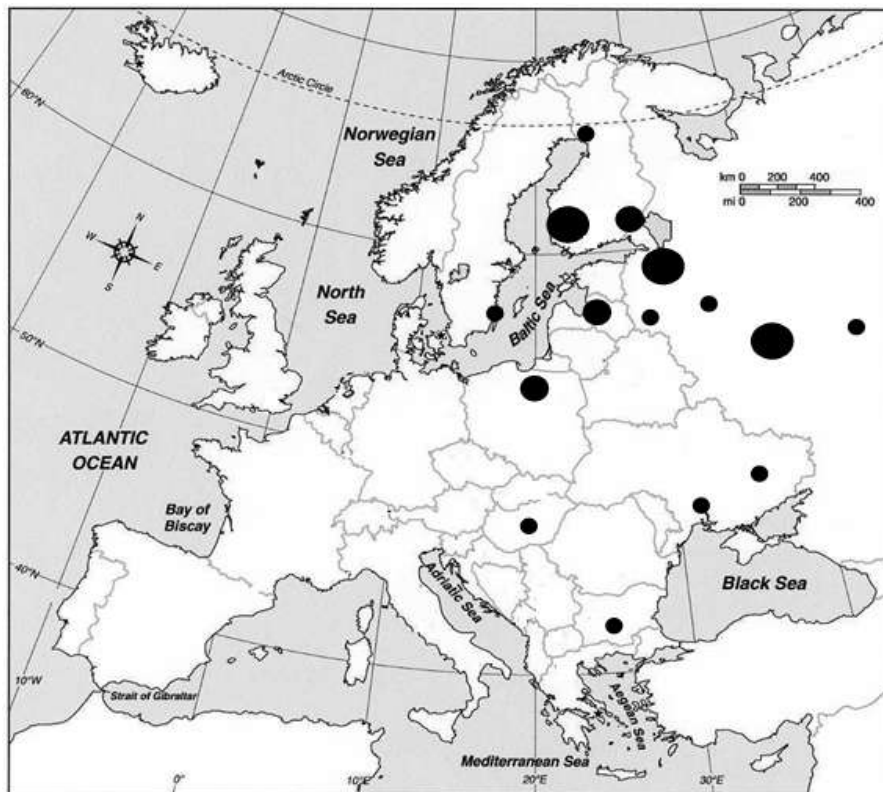 Arctic Circle
60°N
Norwegian
Sea
km 0 200 400
mi 0 200 400
N
W
E
S
North
Sea
Baltic Sea
50°N
ATLANTIC
OCEAN
Bay of
Biscay
Adriatic Sea
Black Sea
40°N
10°W
Strait of Gibraltar
Aegean Sea
Mediterranean Sea
0°
10°E
20°E
30°E